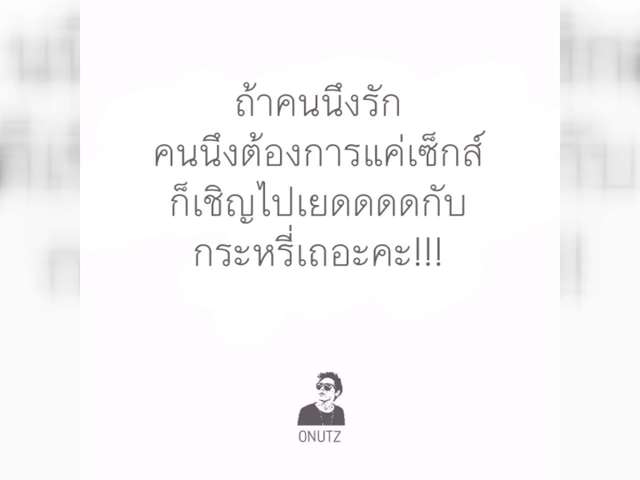 ถ้าคนนึงรัก
คนนึงต้องการแค่เซ็กส์
ก็เชิญไปเยดดดดกับ
กระหรี่เถอะคะ!!!
ONUTZ